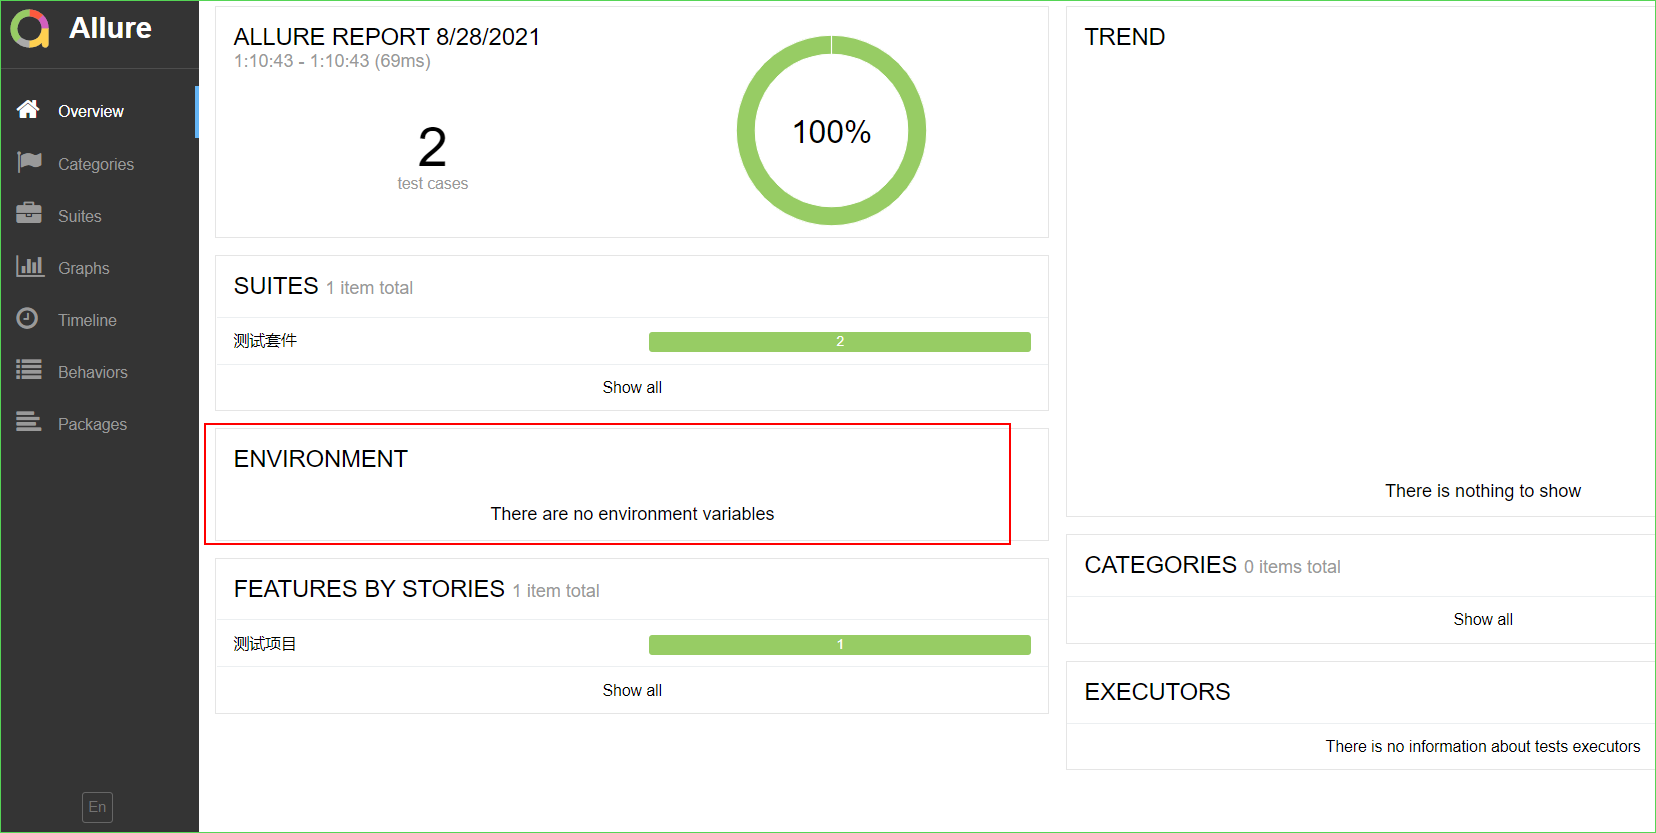 Allure
Overview
Categories
Suites
Graphs
Timeline
Behaviors
Packages
En
ALLURE REPORT 8/28/2021
1:10:43 - 1:10:43 (69ms)
2
test cases
100%
SUITES 1 item total
测试套件 2
Show all
ENVIRONMENT
There are no environment variables
FEATURES BY STORIES 1 item total
测试项目 1
Show all
TREND
There is nothing to show
CATEGORIES 0 items total
Show all
EXECUTORS
There is no information about tests executors